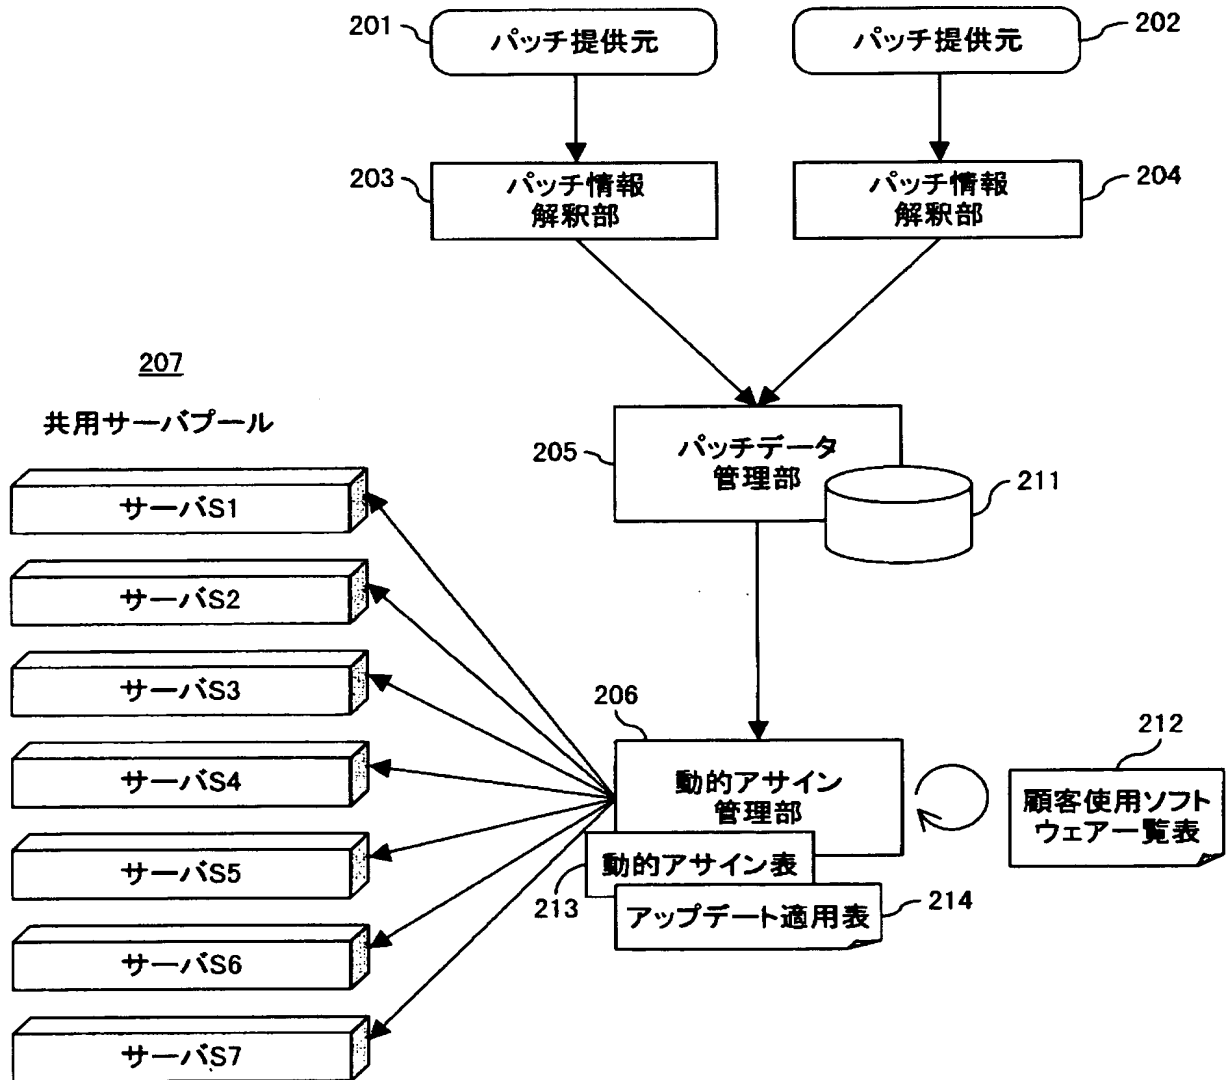 201
パッチ提供元
パッチ提供元
202
203
パッチ情報
解釈部
パッチ情報
解釈部
204
207
共用サーバプール
205
パッチデータ
管理部
211
サーバS1
サーバS2
サーバS3
サーバS4
サーバS5
サーバS6
サーバS7
206
動的アサイン
管理部
212
顧客使用ソフト
ウェア一覧表
動的アサイン表
213
アップデート適用表
214